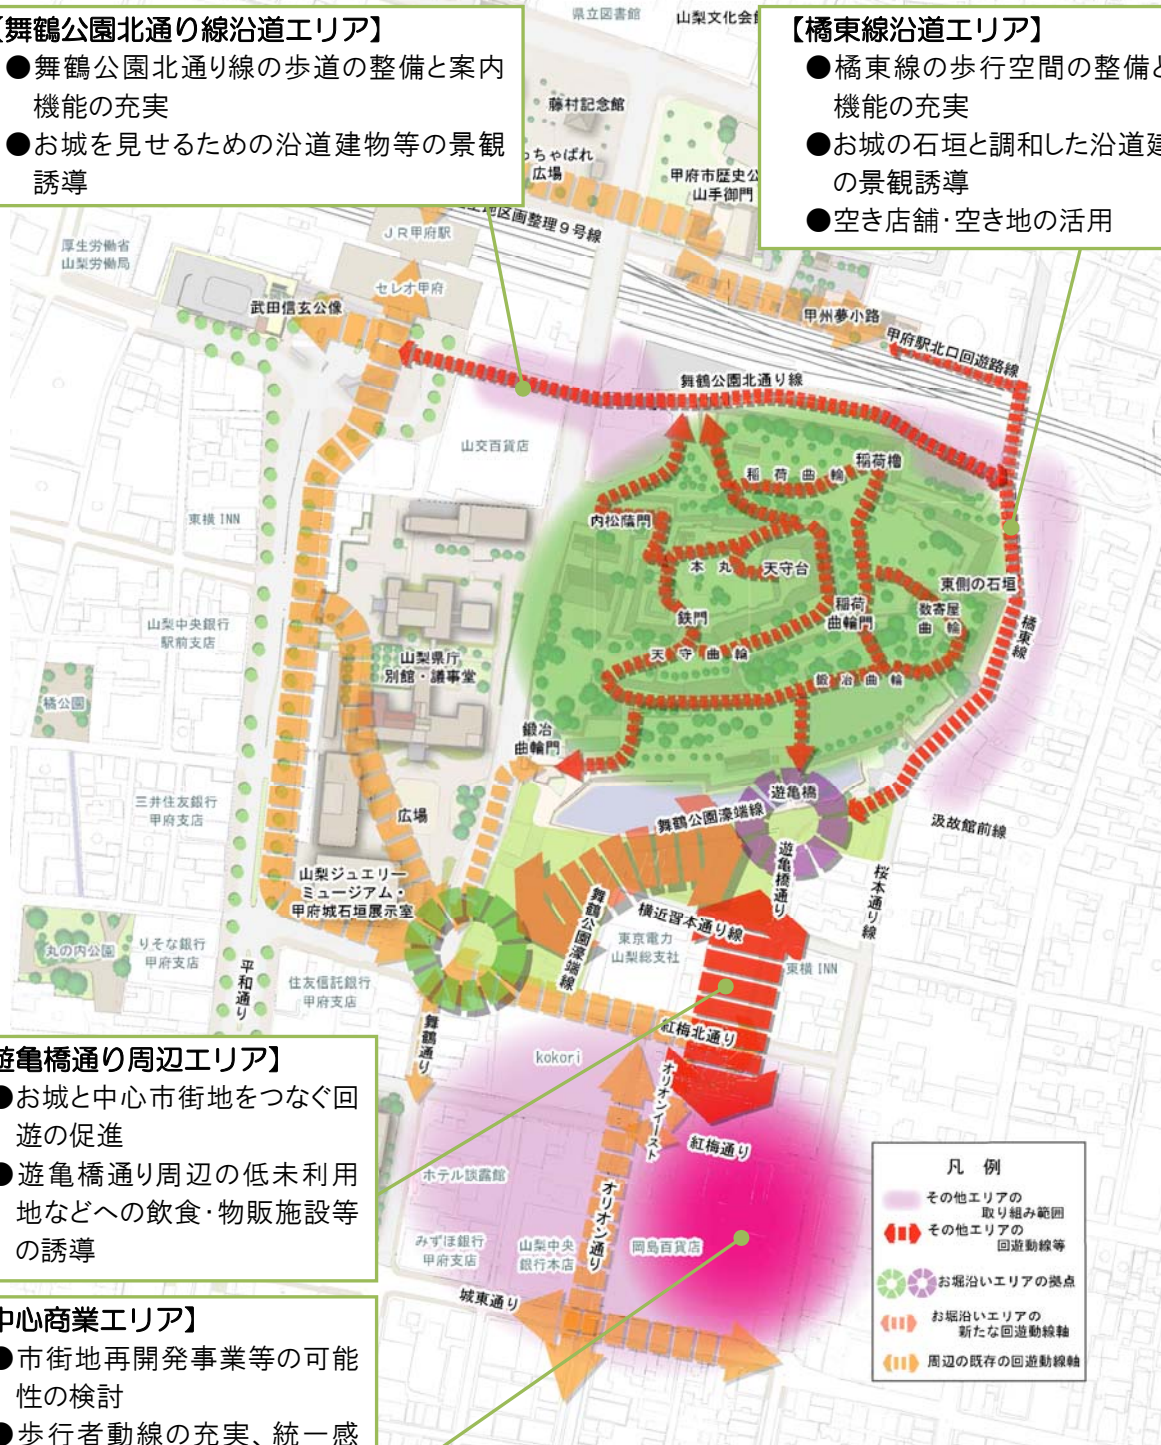 【舞鶴公園北通り線沿道エリア】
●舞鶴公園北通り線の歩道の整備と案内
機能の充実
●お城を見せるための沿道建物等の景観
誘導
県立図書館
山梨文化会
【橘東線沿道エリア】
●橘東線の歩行空間の整備と
機能の充実
●お城の石垣と調和した沿道建
の景観誘導
●空き店舗・空き地の活用
藤村記念館
っちゃばれ
広場
甲府市歴史公
山手御門
地区画整理9号線
厚生労働省
山梨労働局
JR甲府駅
セレオ甲府
武田信玄公像
甲州夢小路
甲府駅北口回遊路線
舞鶴公園北通り線
山交百貨店
稲荷曲輪
稲荷櫓
東横INN
内松蔭門
本丸
天守台
東側の石垣
稲荷
曲輪門
数寄屋
曲輪
橘東線
鉄門
山梨中央銀行
駅前支店
山梨県庁
別館・議事堂
天守曲輪
鍛冶曲輪
橘公園
鍛冶
曲輪門
遊亀橋
三井住友銀行
甲府支店
広場
舞鶴公園濠端線
汲故館前線
遊亀橋通り
桜本通り線
山梨ジュエリー
ミュージアム・
甲府城石垣展示室
舞鶴公園濠端線
横近習本通り線
丸の内公園
りそな銀行
甲府支店
東京電力
山梨総支社
東横INN
平和通り
住友信託銀行
甲府支店
舞鶴通り
紅梅北通り
kokori
オリオンイースト
紅梅通り
遊亀橋通り周辺エリア】
●お城と中心市街地をつなぐ回
遊の促進
●遊亀橋通り周辺の低未利用
地などへの飲食・物販施設等
の誘導
ホテル談露館
オリオン通り
みずほ銀行
甲府支店
山梨中央
銀行本店
岡島百貨店
城東通り
中心商業エリア】
●市街地再開発事業等の可能
性の検討
●歩行者動線の充実、統一感
凡例
その他エリアの
取り組み範囲
その他エリアの
回遊動線等
お堀沿いエリアの拠点
お堀沿いエリアの
新たな回遊動線軸
周辺の既存の回遊動線軸